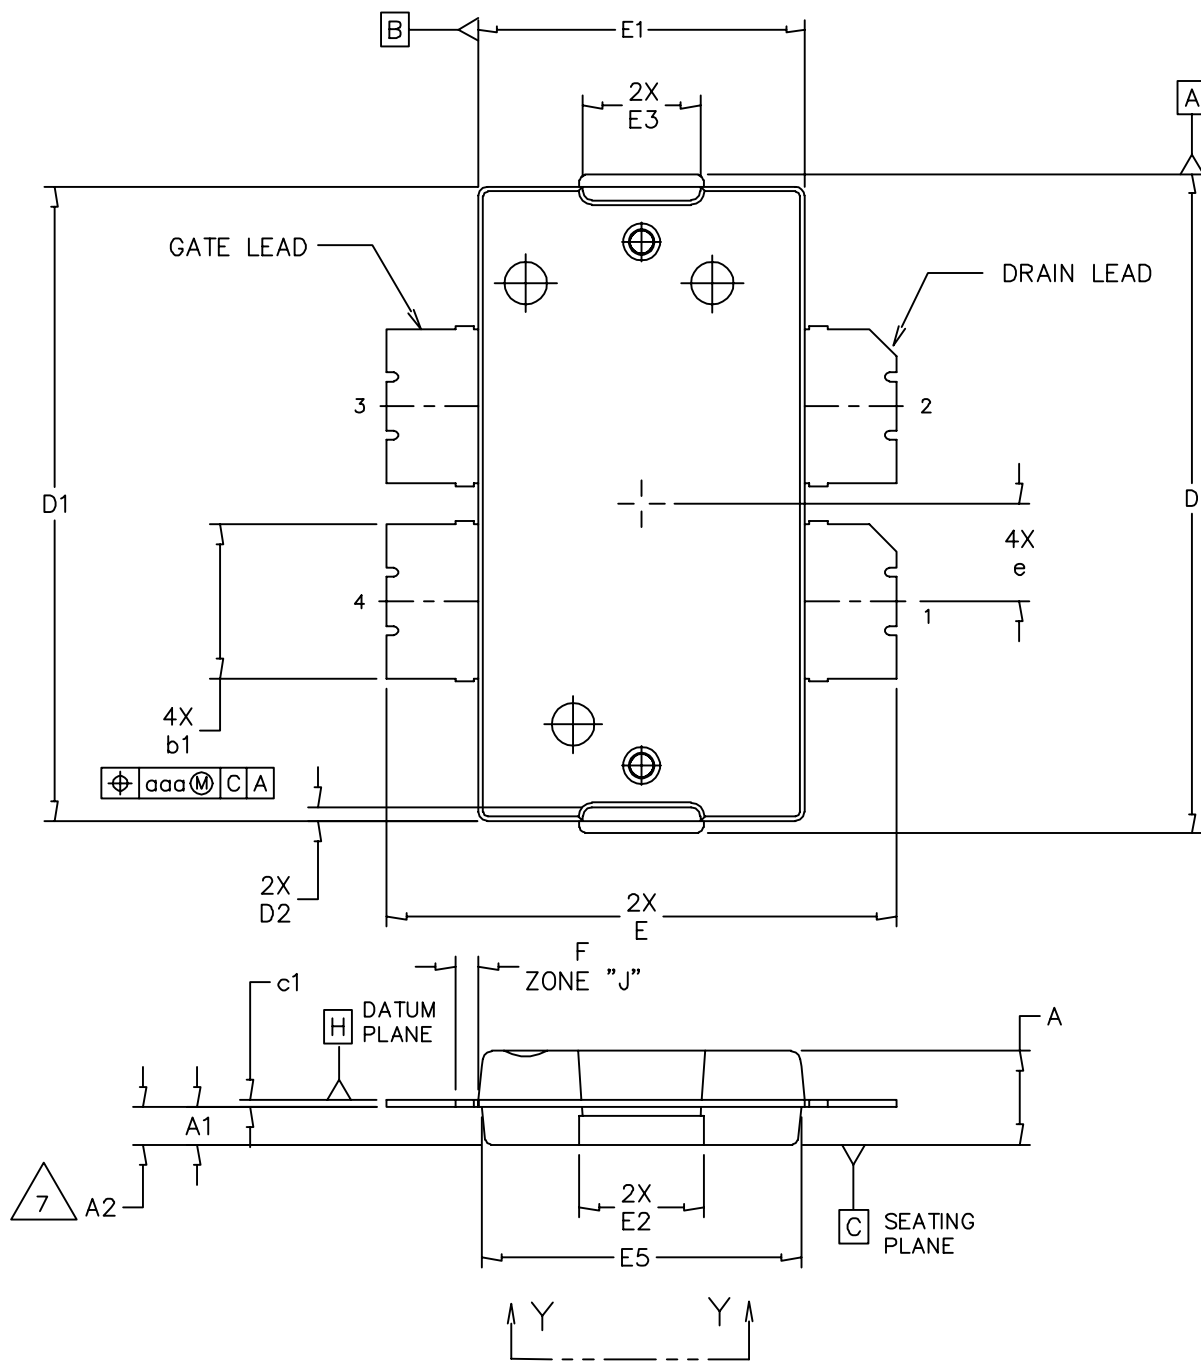 B
E1
2X
E3
A
GATE LEAD
DRAIN LEAD
3
2
D1
D
4X
e
4
1
4X
b1
⌖ aaa Ⓜ C A
2X
D2
2X
E
F
ZONE "J"
c1
H
DATUM
PLANE
A
A1
7
A2
2X
E2
C
SEATING
PLANE
E5
Y
Y